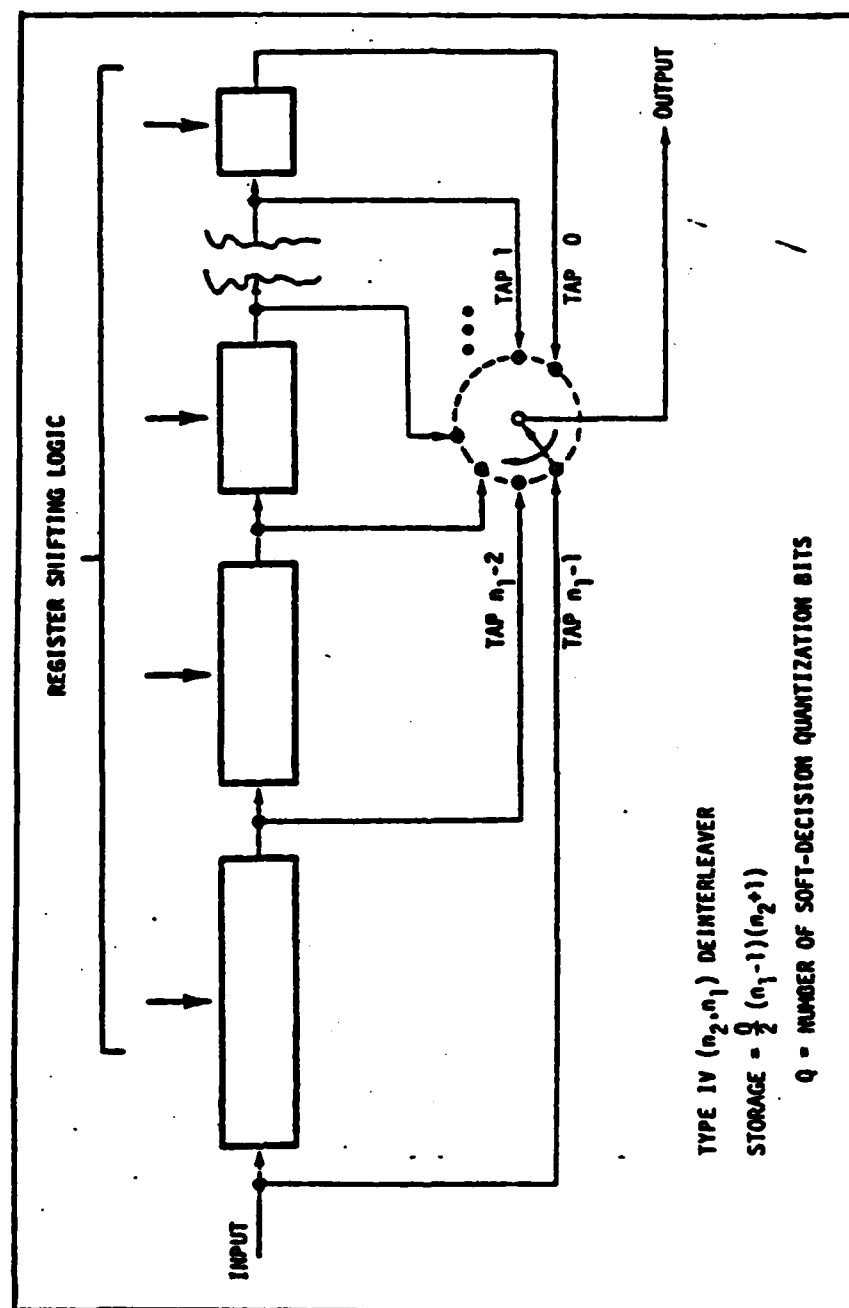 REGISTER SHIFTING LOGIC
INPUT
TAP n₁-2
TAP n₁-1
TAP 1
TAP 0
OUTPUT
TYPE IV (n₂,n₁) DEINTERLEAVER
STORAGE = Q/2 (n₁-1)(n₂+1)
Q = NUMBER OF SOFT-DECISION QUANTIZATION BITS